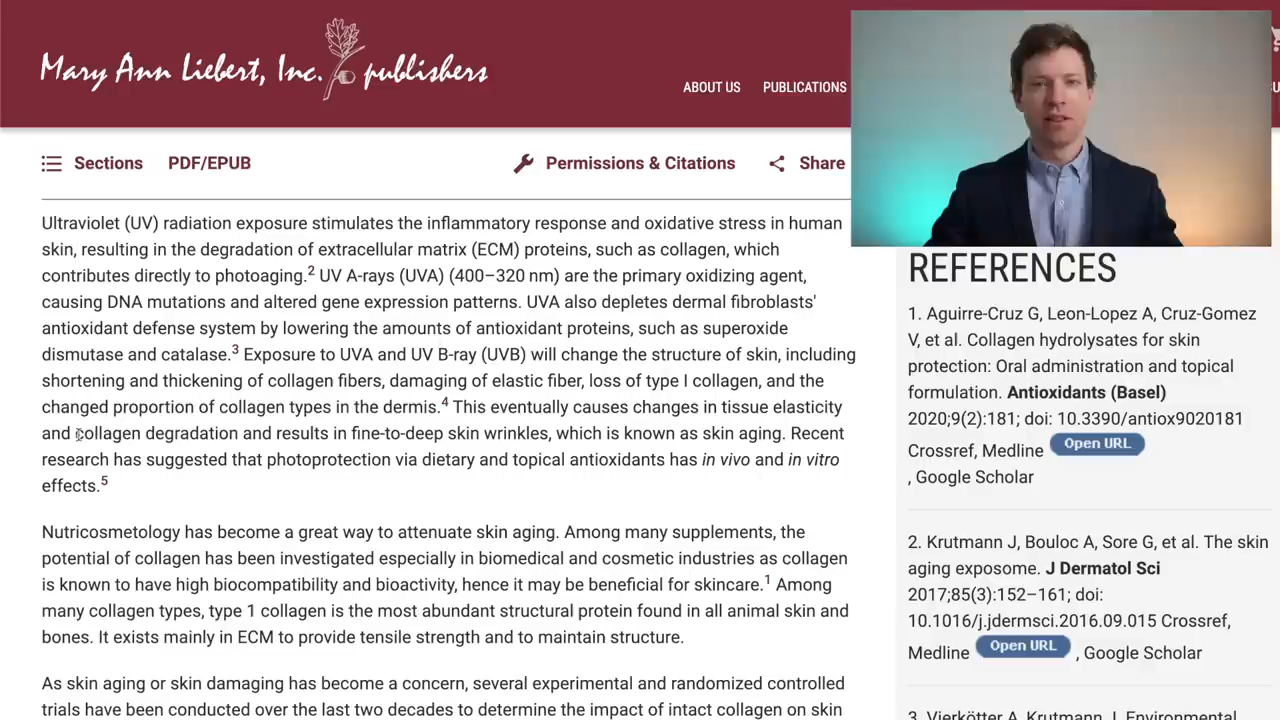 Mary Ann Liebert, Inc. publishers
ABOUT US PUBLICATIONS
Sections PDF/EPUB Permissions & Citations Share
Ultraviolet (UV) radiation exposure stimulates the inflammatory response and oxidative stress in human
skin, resulting in the degradation of extracellular matrix (ECM) proteins, such as collagen, which
contributes directly to photoaging.2 UV A-rays (UVA) (400–320 nm) are the primary oxidizing agent,
causing DNA mutations and altered gene expression patterns. UVA also depletes dermal fibroblasts'
antioxidant defense system by lowering the amounts of antioxidant proteins, such as superoxide
dismutase and catalase.3 Exposure to UVA and UV B-ray (UVB) will change the structure of skin, including
shortening and thickening of collagen fibers, damaging of elastic fiber, loss of type I collagen, and the
changed proportion of collagen types in the dermis.4 This eventually causes changes in tissue elasticity
and collagen degradation and results in fine-to-deep skin wrinkles, which is known as skin aging. Recent
research has suggested that photoprotection via dietary and topical antioxidants has in vivo and in vitro
effects.5
Nutricosmetology has become a great way to attenuate skin aging. Among many supplements, the
potential of collagen has been investigated especially in biomedical and cosmetic industries as collagen
is known to have high biocompatibility and bioactivity, hence it may be beneficial for skincare.1 Among
many collagen types, type 1 collagen is the most abundant structural protein found in all animal skin and
bones. It exists mainly in ECM to provide tensile strength and to maintain structure.
As skin aging or skin damaging has become a concern, several experimental and randomized controlled
trials have been conducted over the last two decades to determine the impact of intact collagen on skin
REFERENCES
1. Aguirre-Cruz G, Leon-Lopez A, Cruz-Gomez
V, et al. Collagen hydrolysates for skin
protection: Oral administration and topical
formulation. Antioxidants (Basel)
2020;9(2):181; doi: 10.3390/antiox9020181
Crossref, Medline Open URL
, Google Scholar
2. Krutmann J, Bouloc A, Sore G, et al. The skin
aging exposome. J Dermatol Sci
2017;85(3):152–161; doi:
10.1016/j.jdermsci.2016.09.015 Crossref,
Medline Open URL , Google Scholar
3. Vierkötter A, Krutmann J. Environmental